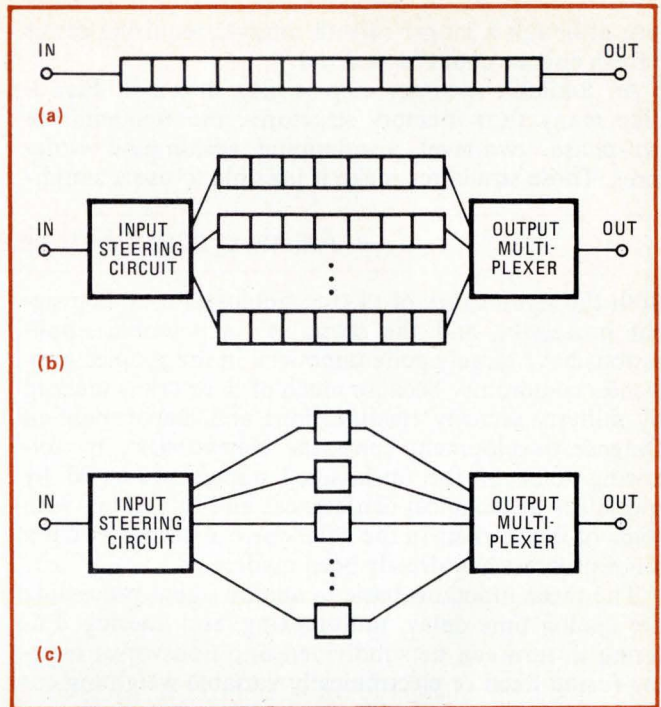 IN
OUT
(a)
IN
INPUT
STEERING
CIRCUIT
OUTPUT
MULTI-
PLEXER
OUT
(b)
IN
INPUT
STEERING
CIRCUIT
OUTPUT
MULTI-
PLEXER
OUT
(c)